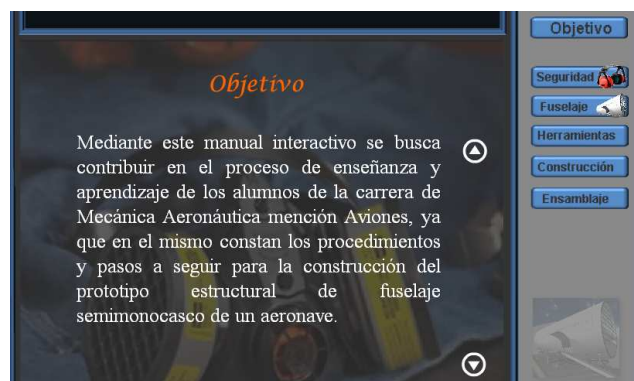 Objetivo
Mediante este manual interactivo se busca
contribuir en el proceso de enseñanza y
aprendizaje de los alumnos de la carrera de
Mecánica Aeronáutica mención Aviones, ya
que en el mismo constan los procedimientos
y pasos a seguir para la construcción del
prototipo estructural de fuselaje
semimonocasco de un aeronave.
Objetivo
Seguridad
Fuselaje
Herramientas
Construcción
Ensamblaje